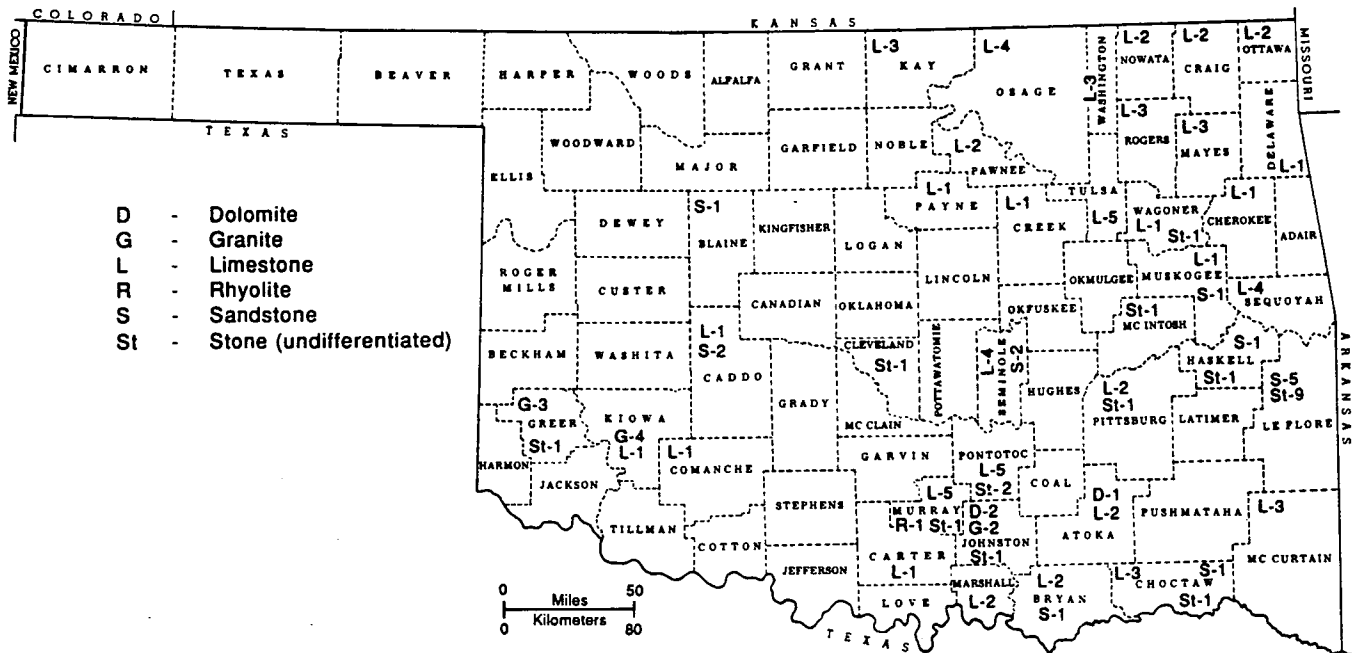 COLORADO
KANSAS
NEW MEXICO
MISSOURI
CIMARRON
TEXAS
BEAVER
HARPER
WOODS
ALFALFA
GRANT
L-3
KAY
L-4
OSAGE
L-3
WASHINGTON
L-2
NOWATA
L-2
CRAIG
L-2
OTTAWA
TEXAS
WOODWARD
ELLIS
MAJOR
GARFIELD
NOBLE
L-2
PAWNEE
L-3
ROGERS
L-3
MAYES
DELAWARE
L-1
D - Dolomite
G - Granite
L - Limestone
R - Rhyolite
S - Sandstone
St - Stone (undifferentiated)
DEWEY
S-1
BLAINE
KINGFISHER
LOGAN
L-1
PAYNE
L-1
CREEK
TULSA
L-5
WAGONER
L-1
St-1
L-1
CHEROKEE
ADAIR
ROGER
MILLS
CUSTER
CANADIAN
OKLAHOMA
LINCOLN
OKFUSKEE
OKMULGEE
L-1
MUSKOGEE
S-1
L-4
SEQUOYAH
St-1
MC INTOSH
BECKHAM
WASHITA
L-1
S-2
CADDO
GRADY
CLEVELAND
St-1
MC CLAIN
POTTAWATOMIE
L-4
SEMINOLE
S-2
HUGHES
L-2
St-1
PITTSBURG
S-1
HASKELL
St-1
LATIMER
S-5
St-9
LE FLORE
ARKANSAS
G-3
GREER
St-1
HARMON
JACKSON
KIOWA
G-4
L-1
L-1
COMANCHE
TILLMAN
COTTON
STEPHENS
JEFFERSON
GARVIN
L-5
MURRAY
R-1 St-1
CARTER
L-1
LOVE
PONTOTOC
L-5
St-2
D-2
G-2
JOHNSTON
St-1
MARSHALL
L-2
COAL
D-1
L-2
ATOKA
L-2
BRYAN
S-1
PUSHMATAHA
L-3
S-1
CHOCTAW
St-1
L-3
MC CURTAIN
0 50
Miles
Kilometers
0 80
TEXAS